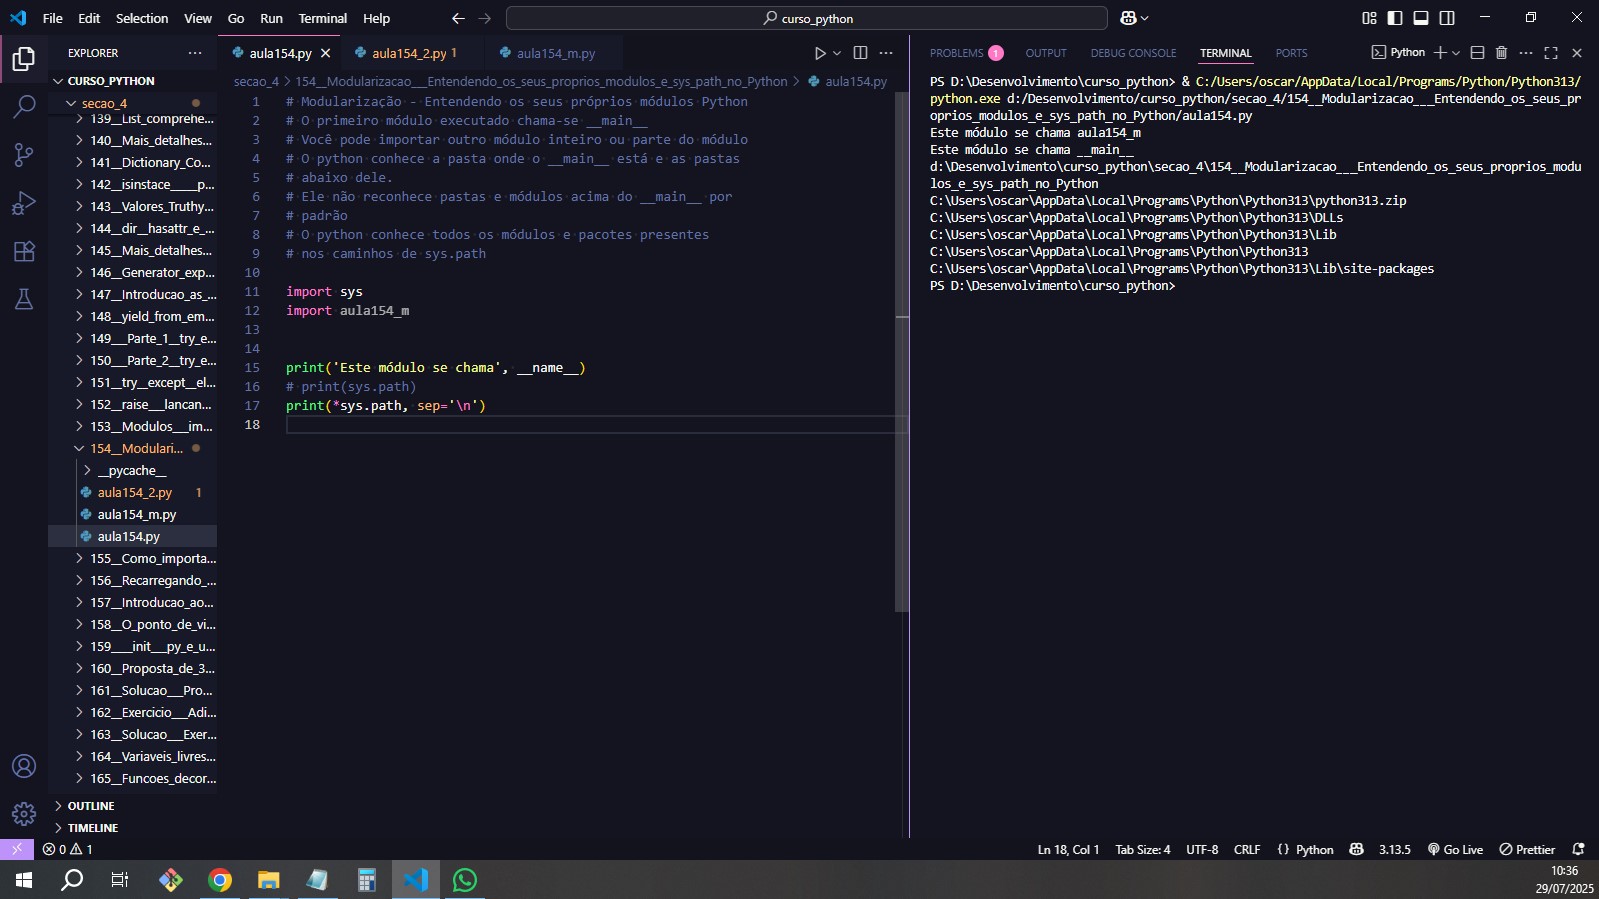 File Edit Selection View Go Run Terminal Help
curso_python
EXPLORER
CURSO_PYTHON
secao_4
139__List_comprehe...
140__Mais_detalhes...
141__Dictionary_Co...
142__isinstace____p...
143__Valores_Truthy...
144__dir__hasattr_e_...
145__Mais_detalhes...
146__Generator_exp...
147__Introducao_as_...
148__yield_from_em...
149___Parte_1__try_e...
150___Parte_2__try_e...
151__try__except__el...
152__raise___lancan...
153__Modulos___im...
154__Modulari...
__pycache__
aula154_2.py 1
aula154_m.py
aula154.py
155__Como_importa...
156__Recarregando_...
157__Introducao_ao...
158__O_ponto_de_vi...
159____init___py_e_u...
160__Proposta_de_3...
161__Solucao___Pro...
162__Exercicio___Adi...
163__Solucao___Exer...
164__Variaveis_livres...
165__Funcoes_decor...
OUTLINE
TIMELINE
aula154.py
aula154_2.py 1
aula154_m.py
secao_4 > 154__Modularizacao___Entendendo_os_seus_proprios_modulos_e_sys_path_no_Python > aula154.py
1 # Modularização - Entendendo os seus próprios módulos Python
2 # O primeiro módulo executado chama-se __main__
3 # Você pode importar outro módulo inteiro ou parte do módulo
4 # O python conhece a pasta onde o __main__ está e as pastas
5 # abaixo dele.
6 # Ele não reconhece pastas e módulos acima do __main__ por
7 # padrão
8 # O python conhece todos os módulos e pacotes presentes
9 # nos caminhos de sys.path
10
11 import sys
12 import aula154_m
13
14
15 print('Este módulo se chama', __name__)
16 # print(sys.path)
17 print(*sys.path, sep='\n')
18
PROBLEMS 1 OUTPUT DEBUG CONSOLE TERMINAL PORTS
Python
PS D:\Desenvolvimento\curso_python> & C:/Users/oscar/AppData/Local/Programs/Python/Python313/
python.exe d:/Desenvolvimento/curso_python/secao_4/154__Modularizacao___Entendendo_os_seus_pr
oprios_modulos_e_sys_path_no_Python/aula154.py
Este módulo se chama aula154_m
Este módulo se chama __main__
d:\Desenvolvimento\curso_python\secao_4\154__Modularizacao___Entendendo_os_seus_proprios_modu
los_e_sys_path_no_Python
C:\Users\oscar\AppData\Local\Programs\Python\Python313\python313.zip
C:\Users\oscar\AppData\Local\Programs\Python\Python313\DLLs
C:\Users\oscar\AppData\Local\Programs\Python\Python313\Lib
C:\Users\oscar\AppData\Local\Programs\Python\Python313
C:\Users\oscar\AppData\Local\Programs\Python\Python313\Lib\site-packages
PS D:\Desenvolvimento\curso_python>
0 1
Ln 18, Col 1 Tab Size: 4 UTF-8 CRLF {} Python 3.13.5 Go Live Prettier
10:36
29/07/2025